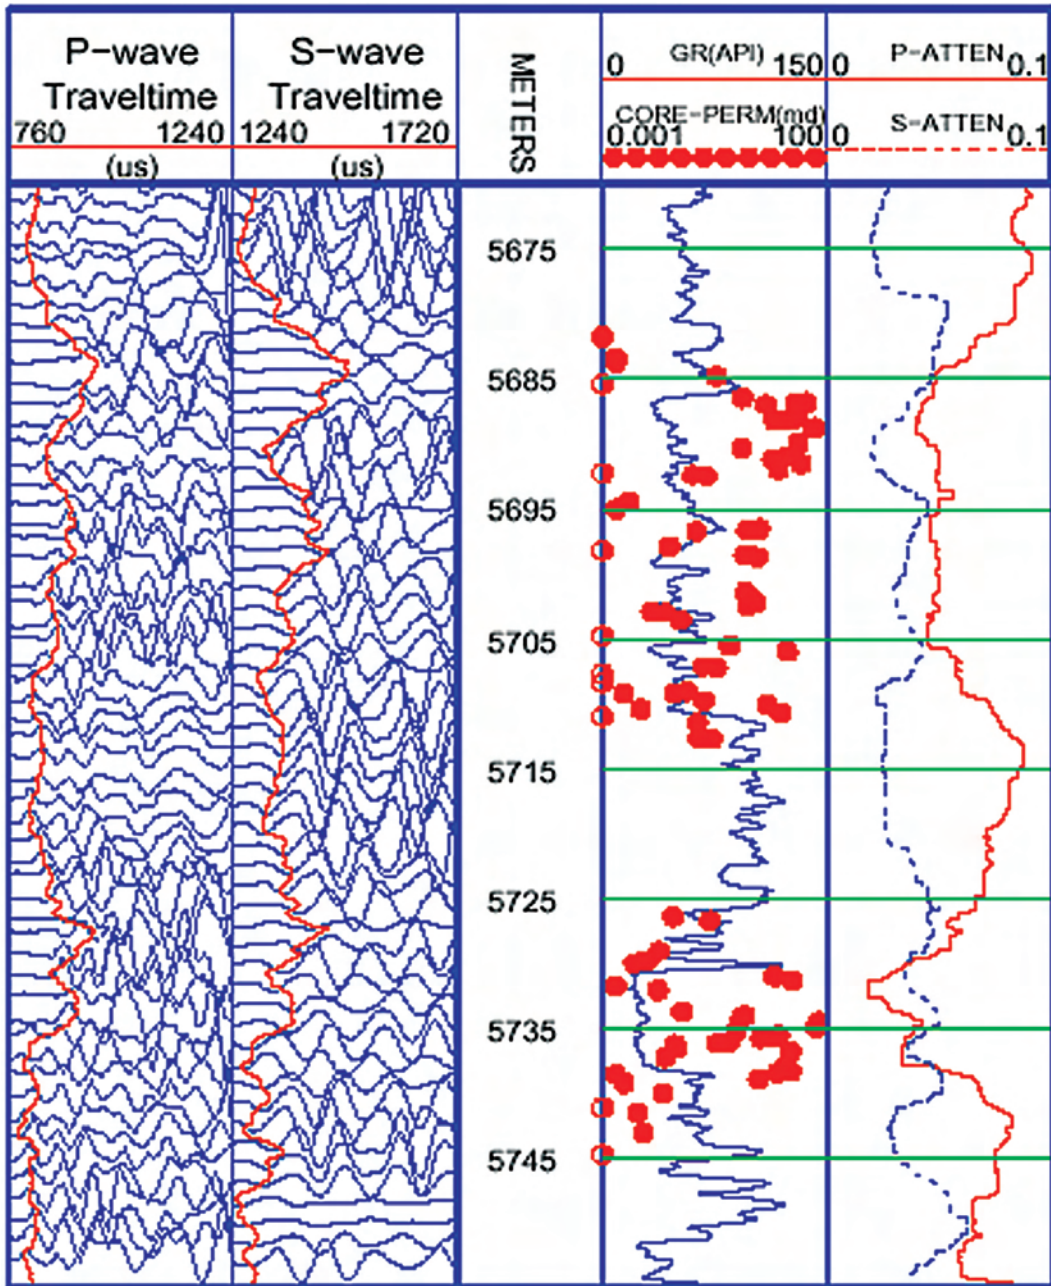 P-wave
Traveltime
760 1240
(us)
S-wave
Traveltime
1240 1720
(us)
METERS
0 GR(API) 150
CORE-PERM(md)
0.001 100
0 P-ATTEN 0.1
0 S-ATTEN 0.1
5675
5685
5695
5705
5715
5725
5735
5745